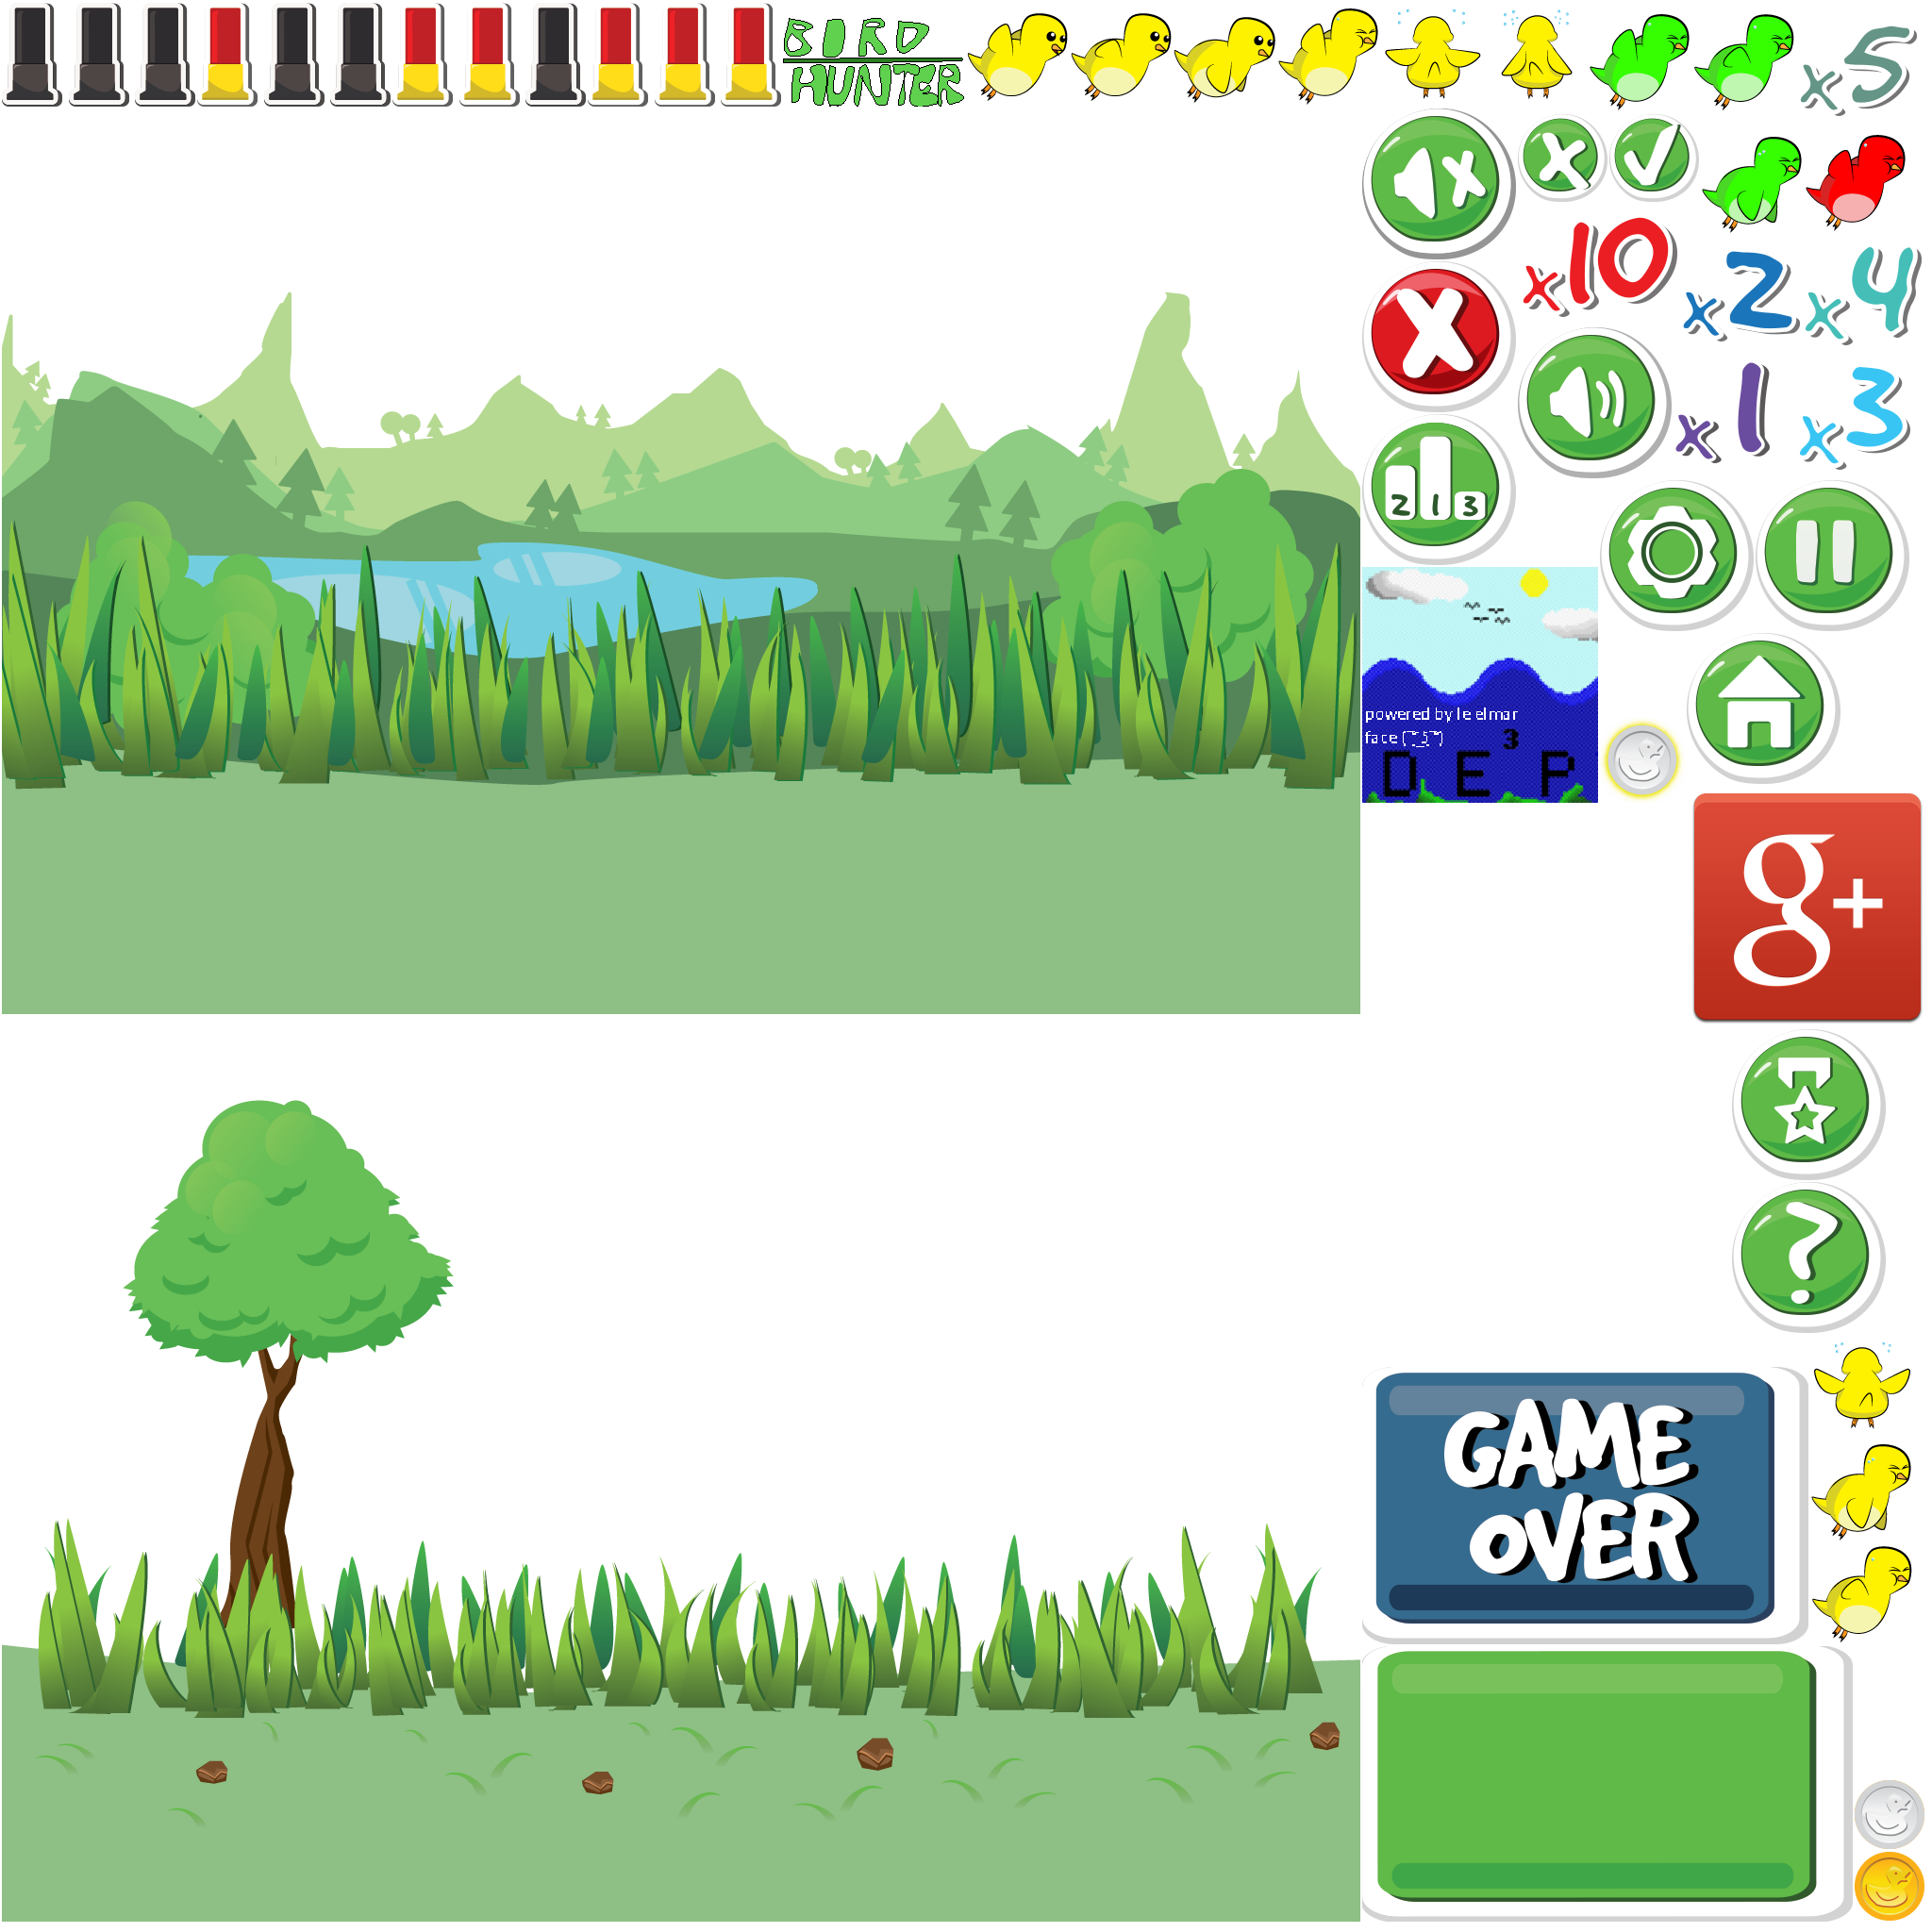 BIRD
HUNTER
x5
x10
x2
x4
x1
x3
2 1 3
powered by le elmar
face
3
D E P
g+
?
GAME
OVER